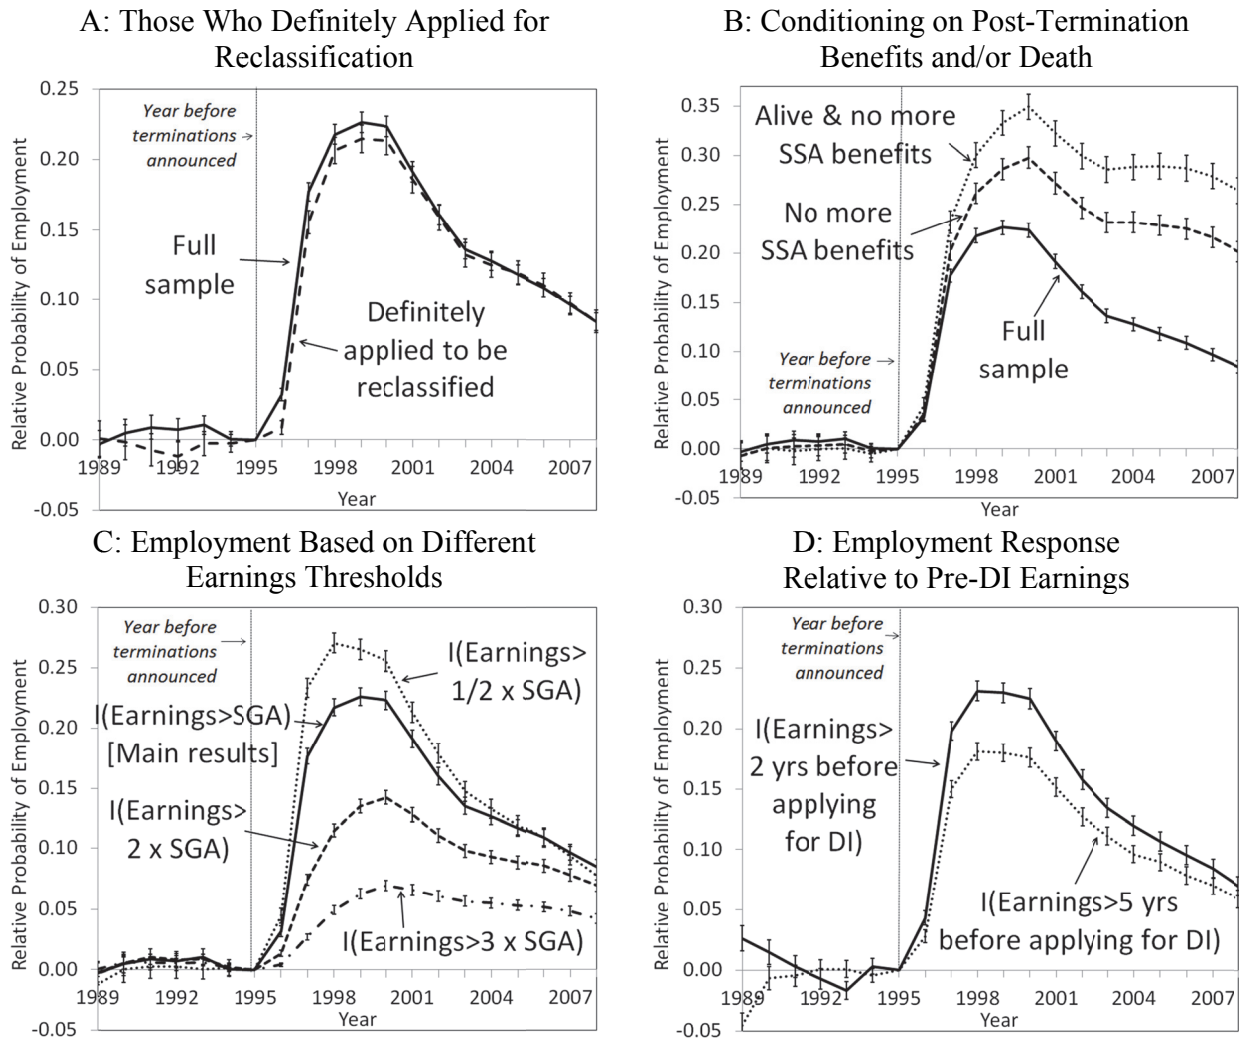 A: Those Who Definitely Applied for
Reclassification
0.25
0.20
0.15
0.10
0.05
0.00
-0.05
Relative Probability of Employment
Year before
terminations
announced
Full
sample
Definitely
applied to be
reclassified
1989
1992
1995
1998
2001
2004
2007
Year
B: Conditioning on Post-Termination
Benefits and/or Death
0.35
0.30
0.25
0.20
0.15
0.10
0.05
0.00
-0.05
Relative Probability of Employment
Alive & no more
SSA benefits
No more
SSA benefits
Full
sample
Year before
terminations
announced
1989
1992
1995
1998
2001
2004
2007
Year
C: Employment Based on Different
Earnings Thresholds
0.30
0.25
0.20
0.15
0.10
0.05
0.00
-0.05
Relative Probability of Employment
Year before
terminations
announced
I(Earnings>
1/2 x SGA)
I(Earnings>SGA)
[Main results]
I(Earnings>
2 x SGA)
I(Earnings>3 x SGA)
1989
1992
1995
1998
2001
2004
2007
Year
D: Employment Response
Relative to Pre-DI Earnings
0.30
0.25
0.20
0.15
0.10
0.05
0.00
-0.05
Relative Probability of Employment
Year before
terminations
announced
I(Earnings>
2 yrs before
applying
for DI)
I(Earnings>5 yrs
before applying for DI)
1989
1992
1995
1998
2001
2004
2007
Year